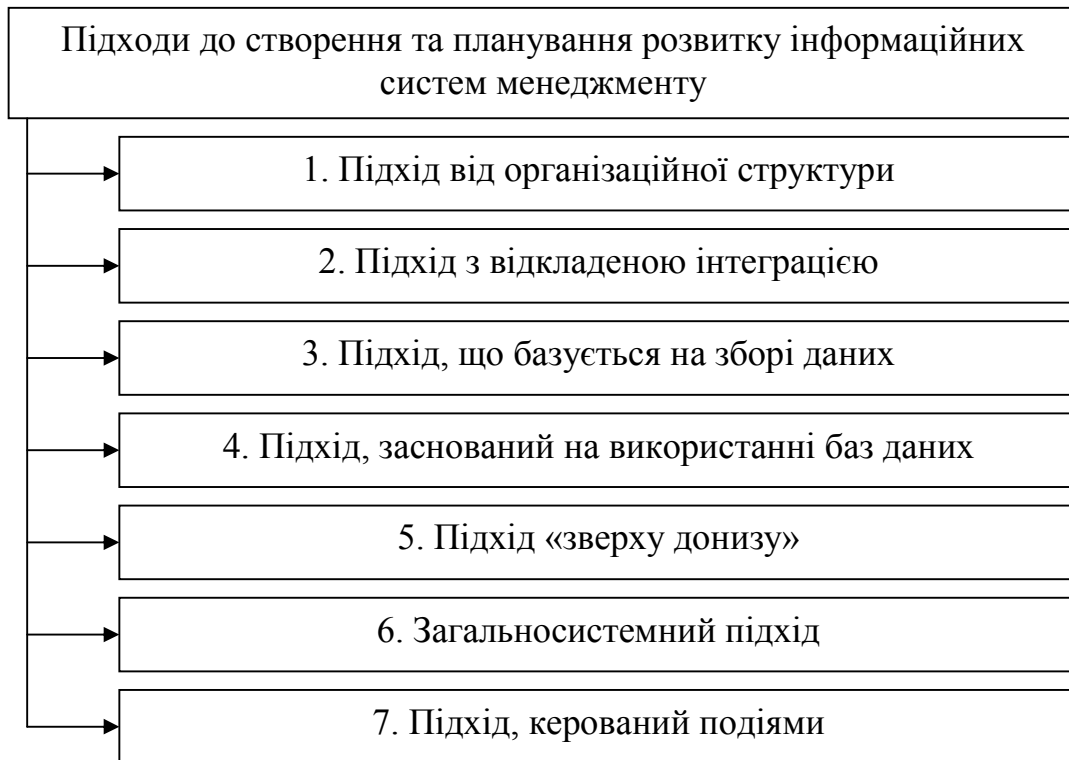 Підходи до створення та планування розвитку інформаційних
систем менеджменту
1. Підхід від організаційної структури
2. Підхід з відкладеною інтеграцією
3. Підхід, що базується на зборі даних
4. Підхід, заснований на використанні баз даних
5. Підхід «зверху донизу»
6. Загальносистемний підхід
7. Підхід, керований подіями